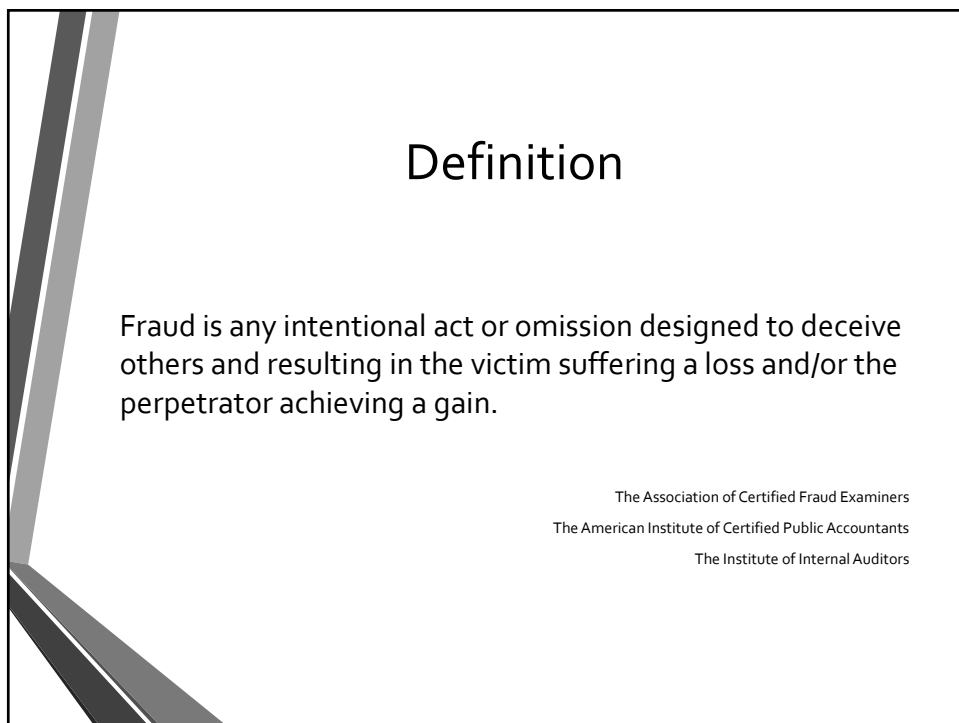 Definition
Fraud is any intentional act or omission designed to deceive
others and resulting in the victim suffering a loss and/or the
perpetrator achieving a gain.
The Association of Certified Fraud Examiners
The American Institute of Certified Public Accountants
The Institute of Internal Auditors